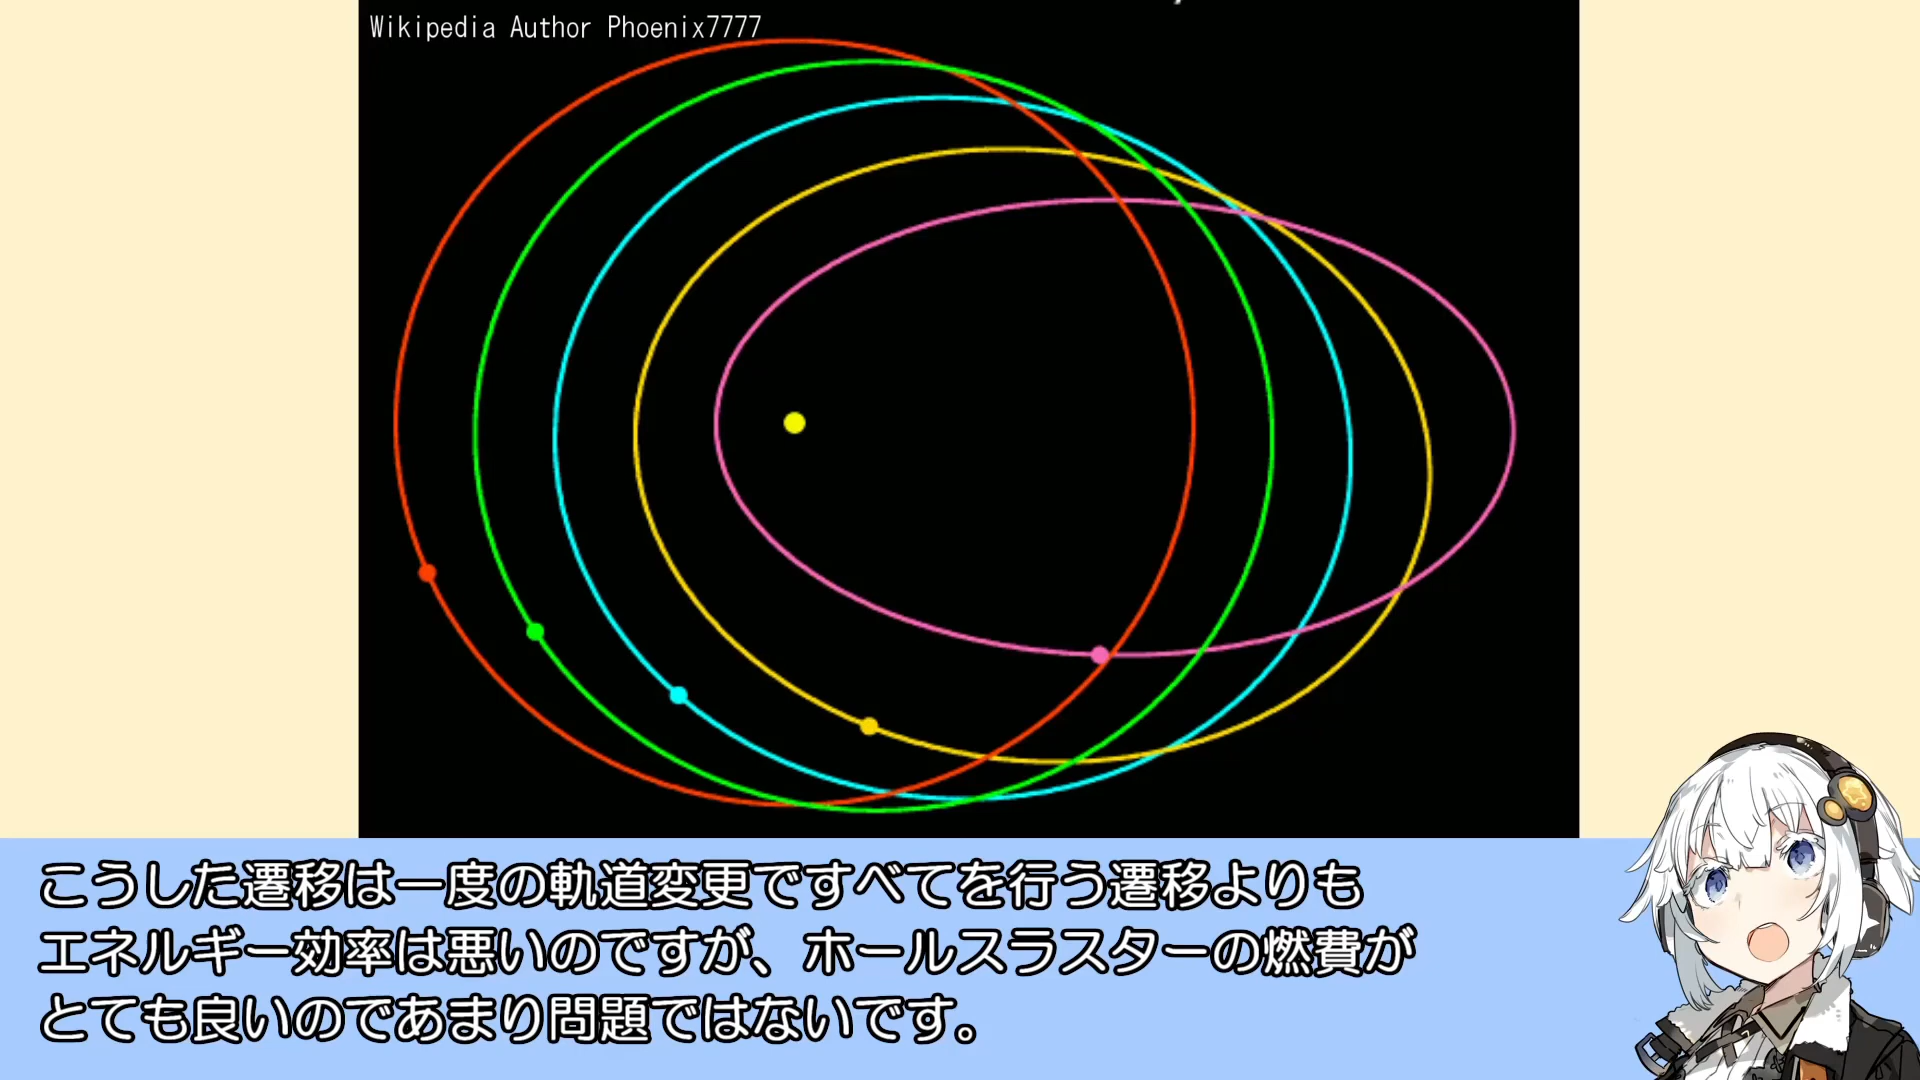 Wikipedia Author Phoenix7777
こうした遷移は一度の軌道変更ですべてを行う遷移よりも
エネルギー効率は悪いのですが、ホールスラスターの燃費が
とても良いのであまり問題ではないです。